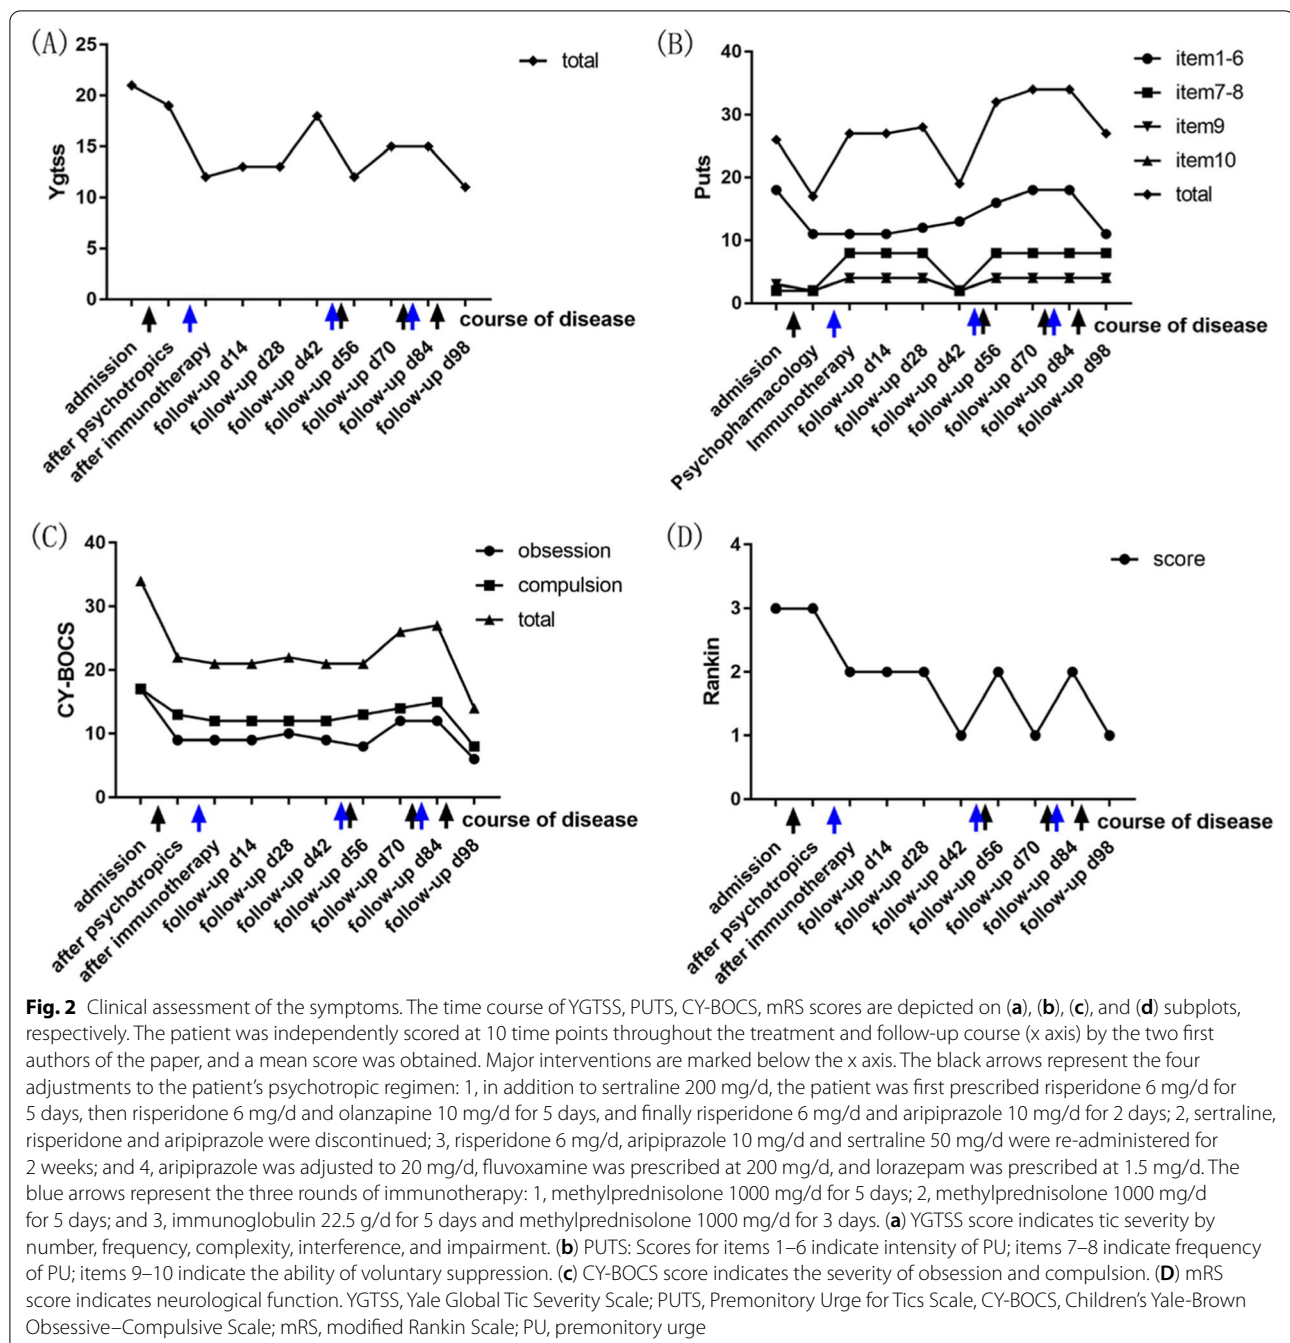 (A)
25
20
15
10
5
0
Ygtss
total
course of disease
admission
after psychotropics
after immunotherapy
follow-up d14
follow-up d28
follow-up d42
follow-up d56
follow-up d70
follow-up d84
follow-up d98
(B)
40
30
20
10
0
Puts
item1-6
item7-8
item9
item10
total
course of disease
admission
Psychopharmacology
Immunotherapy
follow-up d14
follow-up d28
follow-up d42
follow-up d56
follow-up d70
follow-up d84
follow-up d98
(C)
40
30
20
10
0
CY-BOCS
obsession
compulsion
total
course of disease
admission
after psychotropics
after immunotherapy
follow-up d14
follow-up d28
follow-up d42
follow-up d56
follow-up d70
follow-up d84
follow-up d98
(D)
4
3
2
1
0
Rankin
score
course of disease
admission
after psychotropics
after immunotherapy
follow-up d14
follow-up d28
follow-up d42
follow-up d56
follow-up d70
follow-up d84
follow-up d98
Fig. 2 Clinical assessment of the symptoms. The time course of YGTSS, PUTS, CY-BOCS, mRS scores are depicted on (a), (b), (c), and (d) subplots,
respectively. The patient was independently scored at 10 time points throughout the treatment and follow-up course (x axis) by the two first
authors of the paper, and a mean score was obtained. Major interventions are marked below the x axis. The black arrows represent the four
adjustments to the patient's psychotropic regimen: 1, in addition to sertraline 200 mg/d, the patient was first prescribed risperidone 6 mg/d for
5 days, then risperidone 6 mg/d and olanzapine 10 mg/d for 5 days, and finally risperidone 6 mg/d and aripiprazole 10 mg/d for 2 days; 2, sertraline,
risperidone and aripiprazole were discontinued; 3, risperidone 6 mg/d, aripiprazole 10 mg/d and sertraline 50 mg/d were re-administered for
2 weeks; and 4, aripiprazole was adjusted to 20 mg/d, fluvoxamine was prescribed at 200 mg/d, and lorazepam was prescribed at 1.5 mg/d. The
blue arrows represent the three rounds of immunotherapy: 1, methylprednisolone 1000 mg/d for 5 days; 2, methylprednisolone 1000 mg/d
for 5 days; and 3, immunoglobulin 22.5 g/d for 5 days and methylprednisolone 1000 mg/d for 3 days. (a) YGTSS score indicates tic severity by
number, frequency, complexity, interference, and impairment. (b) PUTS: Scores for items 1–6 indicate intensity of PU; items 7–8 indicate frequency
of PU; items 9–10 indicate the ability of voluntary suppression. (c) CY-BOCS score indicates the severity of obsession and compulsion. (D) mRS
score indicates neurological function. YGTSS, Yale Global Tic Severity Scale; PUTS, Premonitory Urge for Tics Scale, CY-BOCS, Children's Yale-Brown
Obsessive–Compulsive Scale; mRS, modified Rankin Scale; PU, premonitory urge